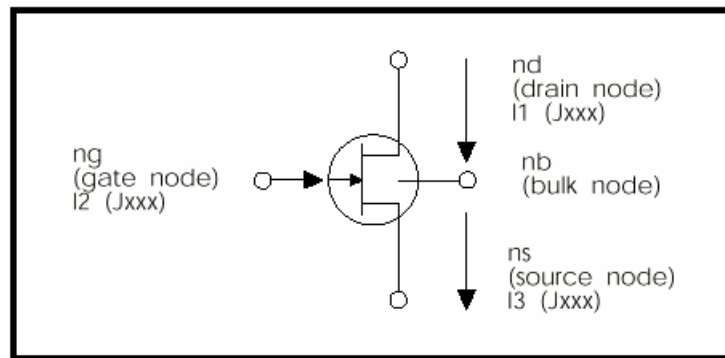 nd
(drain node)
I1 (Jxxx)
ng
(gate node)
I2 (Jxxx)
nb
(bulk node)
ns
(source node)
I3 (Jxxx)